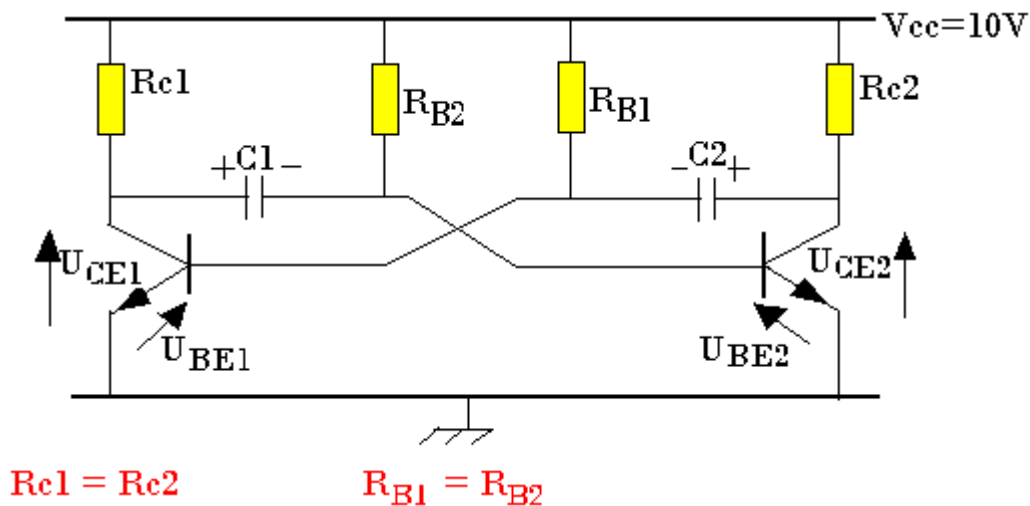 Vcc=10V
Rc1
RB2
RB1
Rc2
+C1-
-C2+
UCE1
UCE2
UBE1
UBE2
Rc1 = Rc2
RB1 = RB2